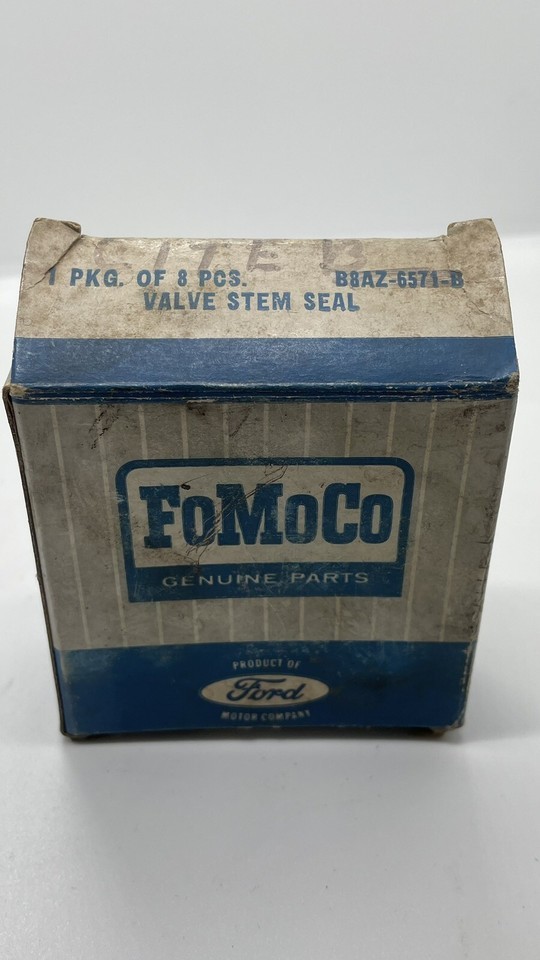 1 PKG. OF 8 PCS. B8AZ-6571-B
VALVE STEM SEAL
FoMoCo
GENUINE PARTS
PRODUCT OF
Ford
MOTOR COMPANY